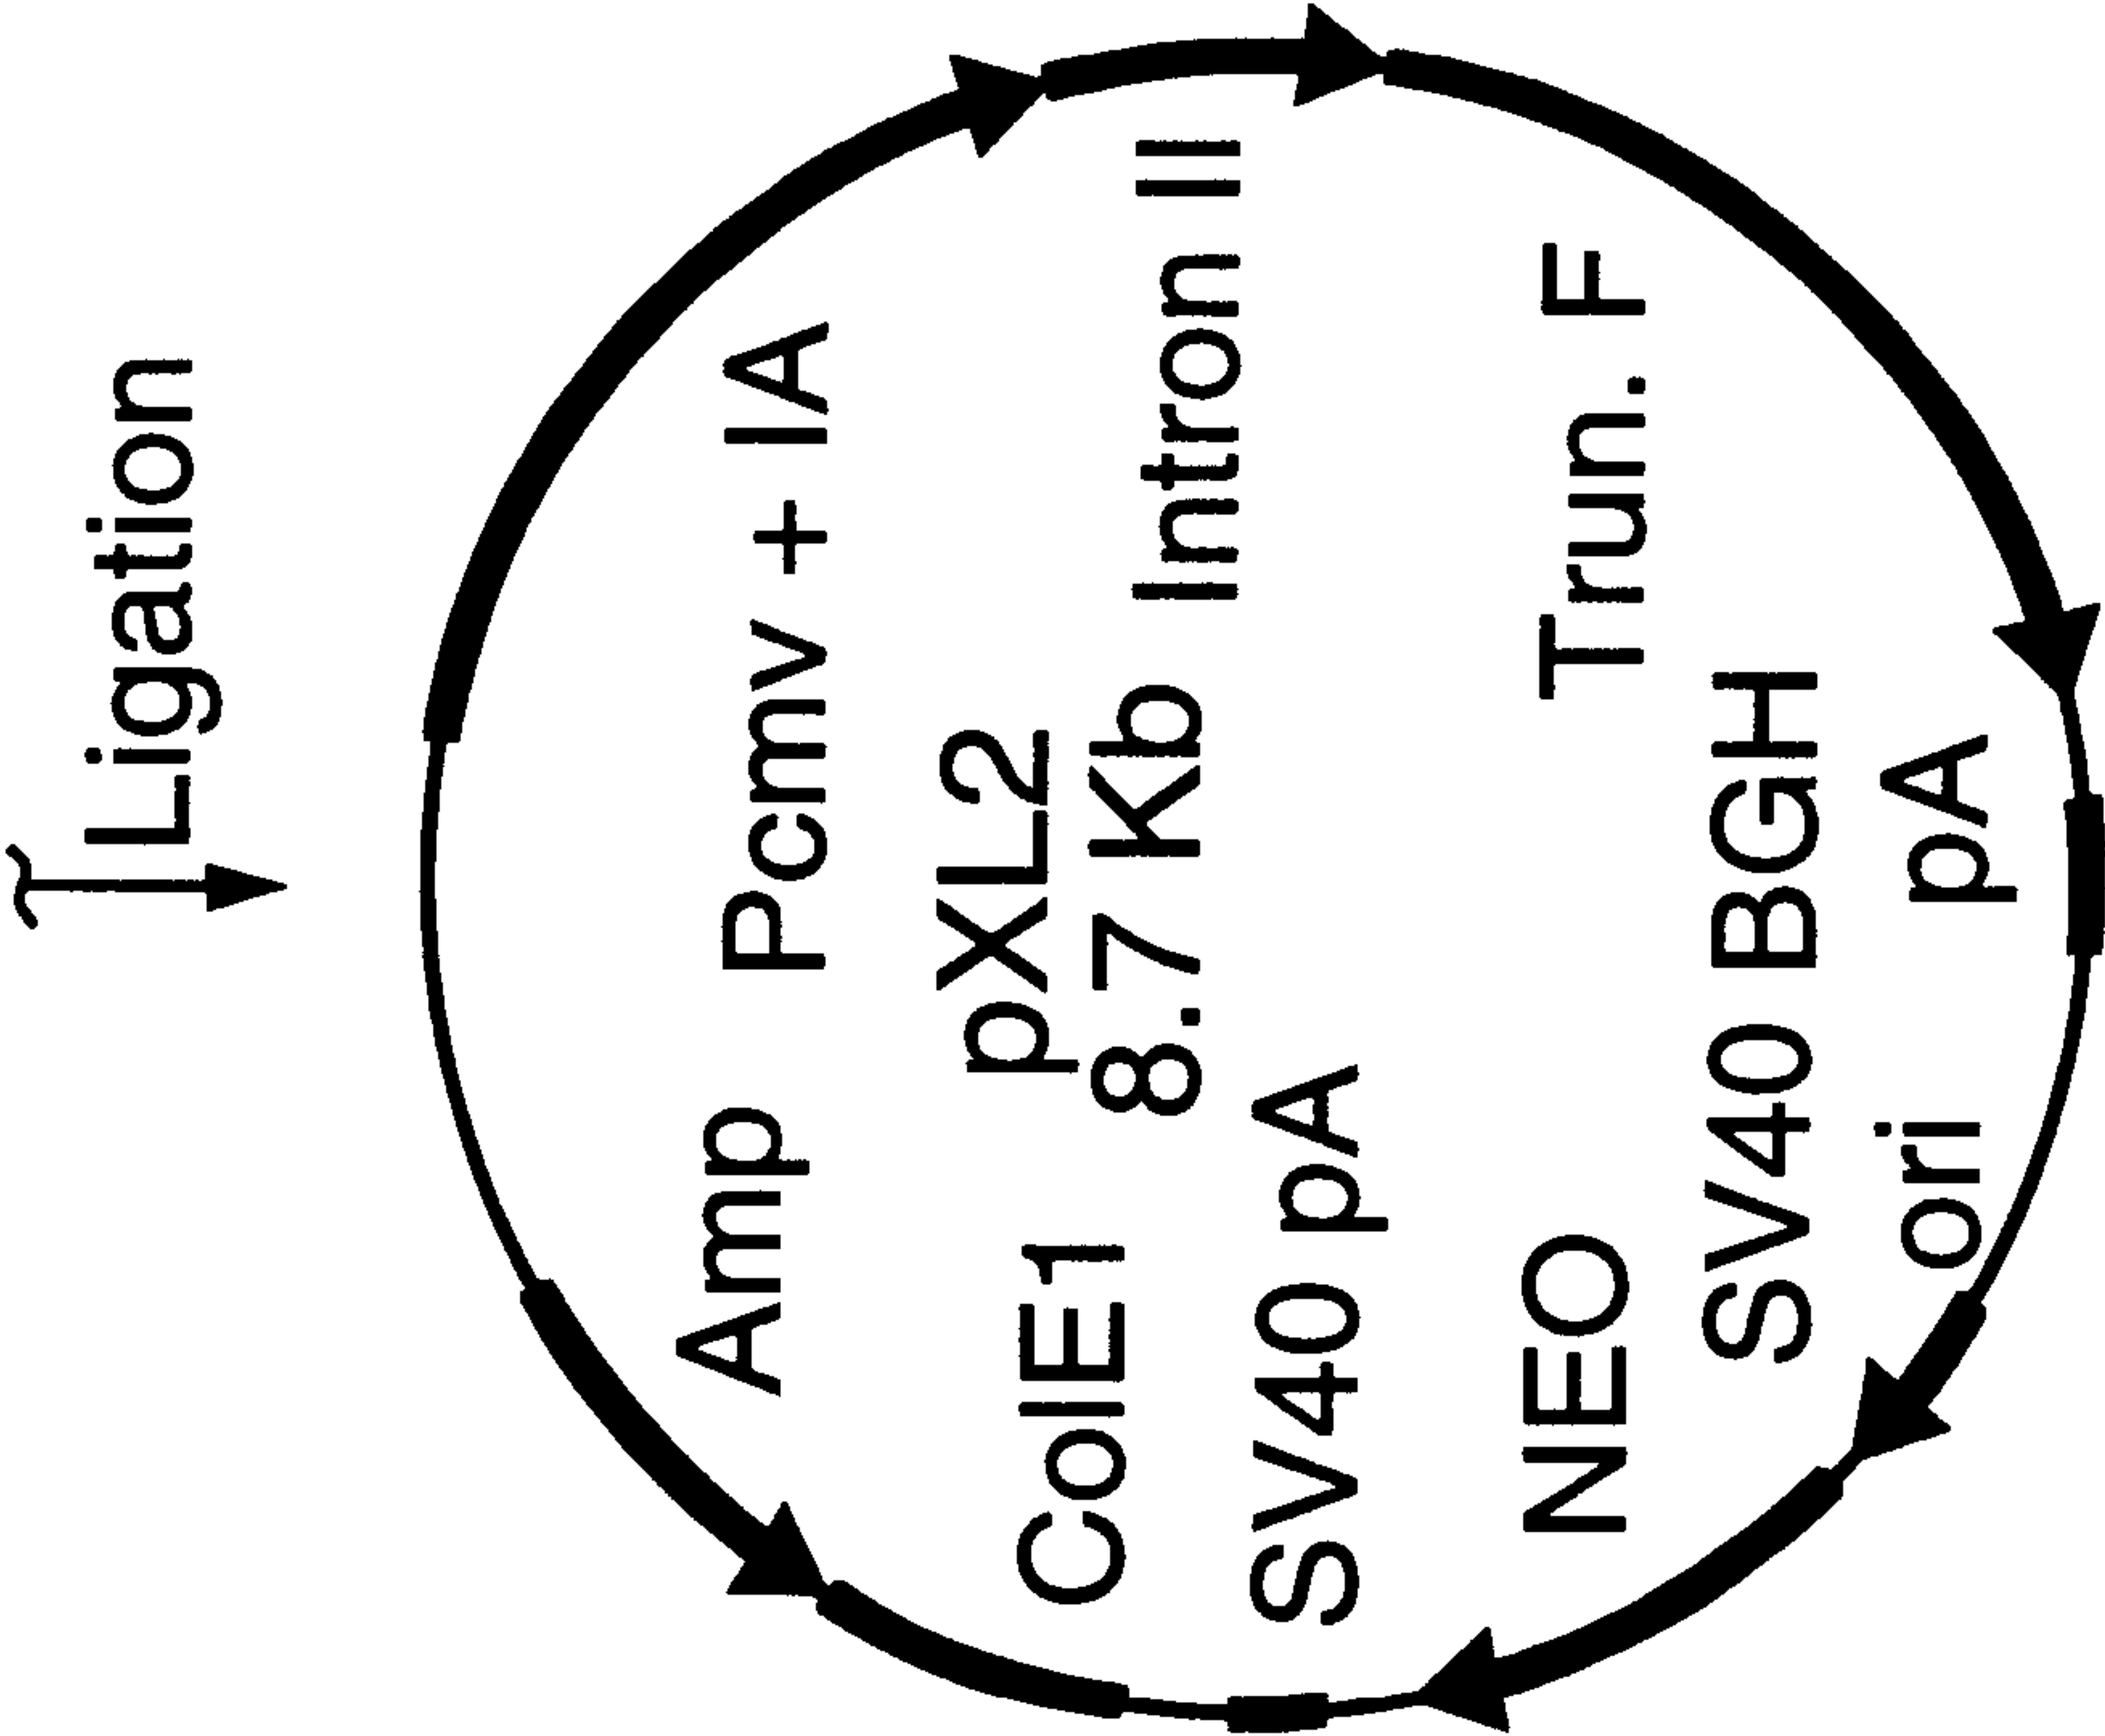 Ligation
Amp
Pcmv + IA
pXL2
8.7 Kb
ColE1
Intron II
SV40 pA
NEO
Trun. F
SV40
ori
BGH
pA